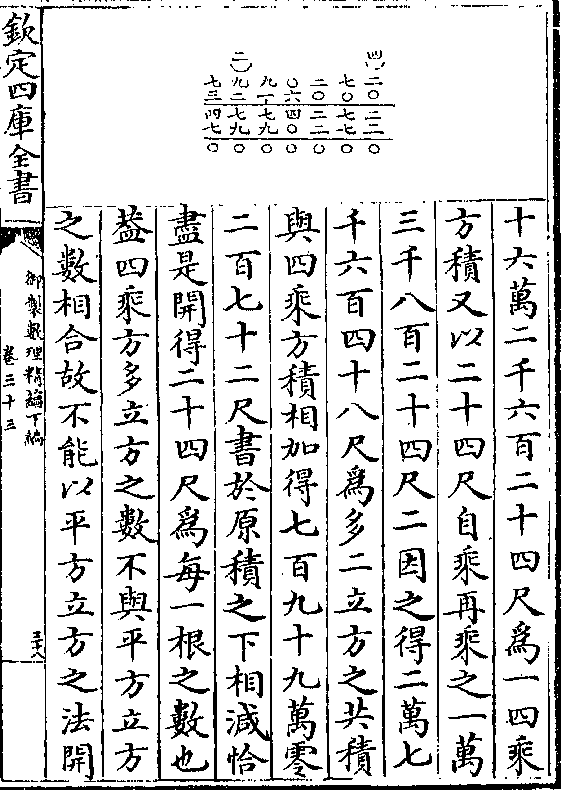 欽定四庫全書
二 四
七九九〇二七二
三二一六〇〇〇
四七七四二七二
七九九〇二七二
〇〇〇〇〇〇〇
十六萬二千六百二十四尺爲一四乘
方積又以二十四尺自乘再乘之一萬
三千八百二十四尺二因之得二萬七
千六百四十八尺爲多二立方之共積
與四乘方積相加得七百九十九萬零
二百七十二尺書於原積之下相減恰
盡是開得二十四尺爲每一根之數也
葢四乘方多立方之數不與平方立方
之數相合故不能以平方立方之法開
御製數理精藴下編
卷三十三
三十八